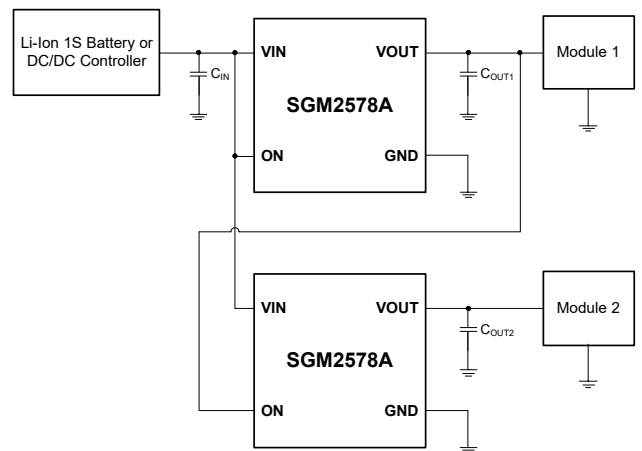 Li-Ion 1S Battery or
DC/DC Controller
CIN
VIN
VOUT
SGM2578A
ON
GND
COUT1
Module 1
VIN
VOUT
SGM2578A
ON
GND
COUT2
Module 2